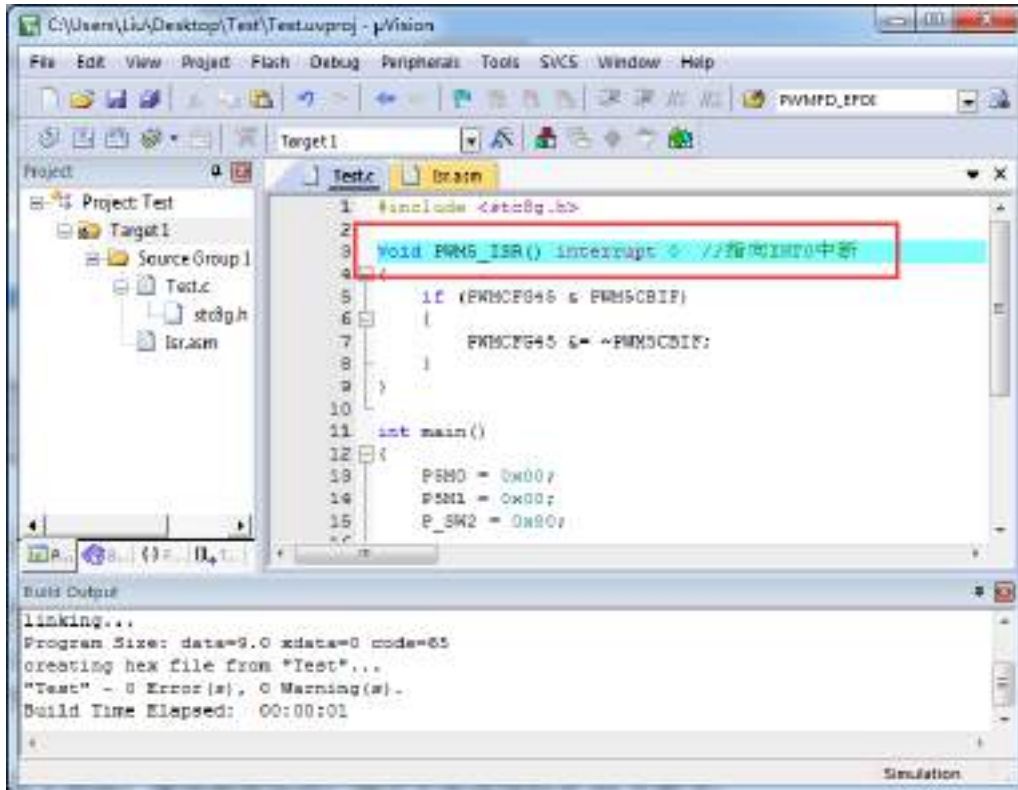 C:\Users\Liu\Desktop\Test\Test.uvproj - µVision
File Edit View Project Flash Debug Peripherals Tools SVCS Window Help
Target 1
Project
Test.c
Isr.asm
Project: Test
Target 1
Source Group 1
Test.c
stc8g.h
Isr.asm
1 #include <stc8g.h>
2
3 void PWM5_ISR() interrupt 0 //指向INT0中断
4 {
5 if (PWMCFG45 & PWM5CBIF)
6 {
7 PWMCFG45 &= ~PWM5CBIF;
8 }
9 }
10
11 int main()
12 {
13 P5M0 = 0x00;
14 P5M1 = 0x00;
15 P_SW2 = 0x80;
Build Output
linking...
Program Size: data=9.0 xdata=0 code=65
creating hex file from "Test"...
"Test" - 0 Error(s), 0 Warning(s).
Build Time Elapsed: 00:00:01
Simulation